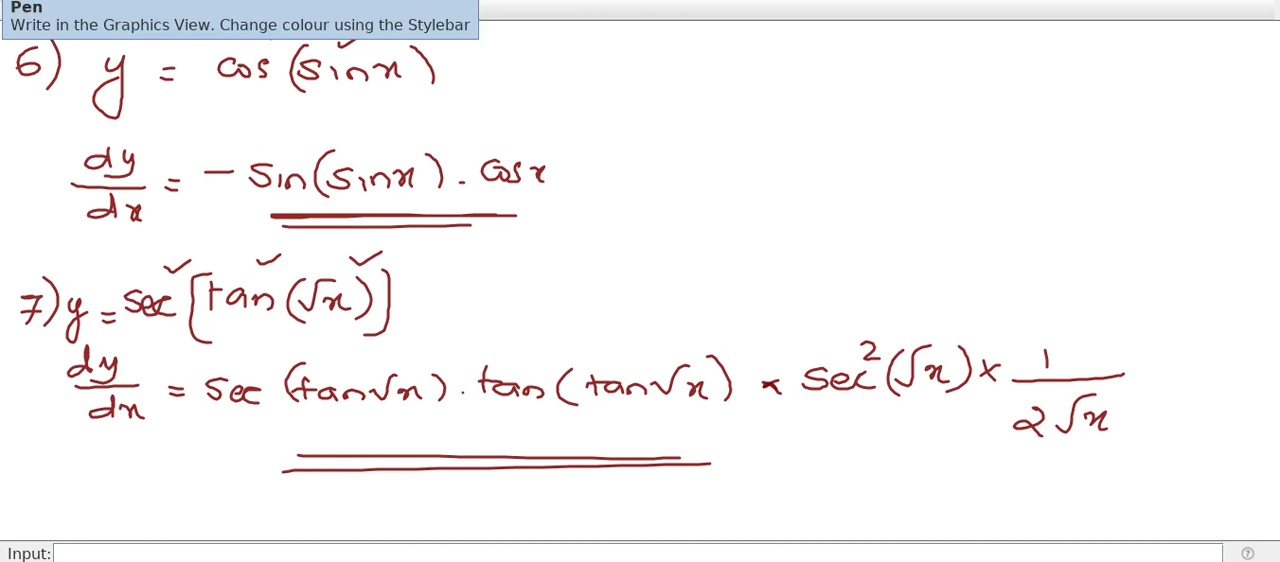 Pen
Write in the Graphics View. Change colour using the Stylebar
6) y = cos (sinx)
dy/dx = - sin(sinx) . cosx
7) y = sec [tan (√x)]
dy/dx = sec (tan√x) . tan (tan√x) × sec²(√x) × 1/2√x
Input: